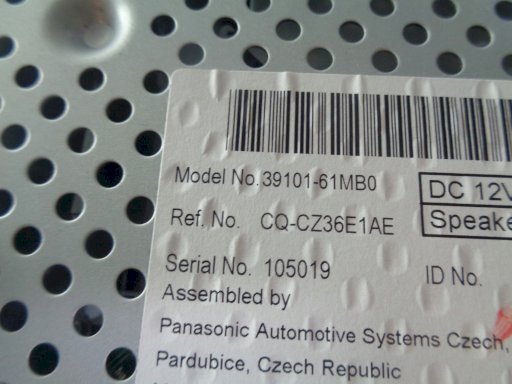 Model No. 39101-61MB0
DC 12V
Ref. No. CQ-CZ36E1AE
Speake
Serial No. 105019
ID No.
Assembled by
Panasonic Automotive Systems Czech,
Pardubice, Czech Republic